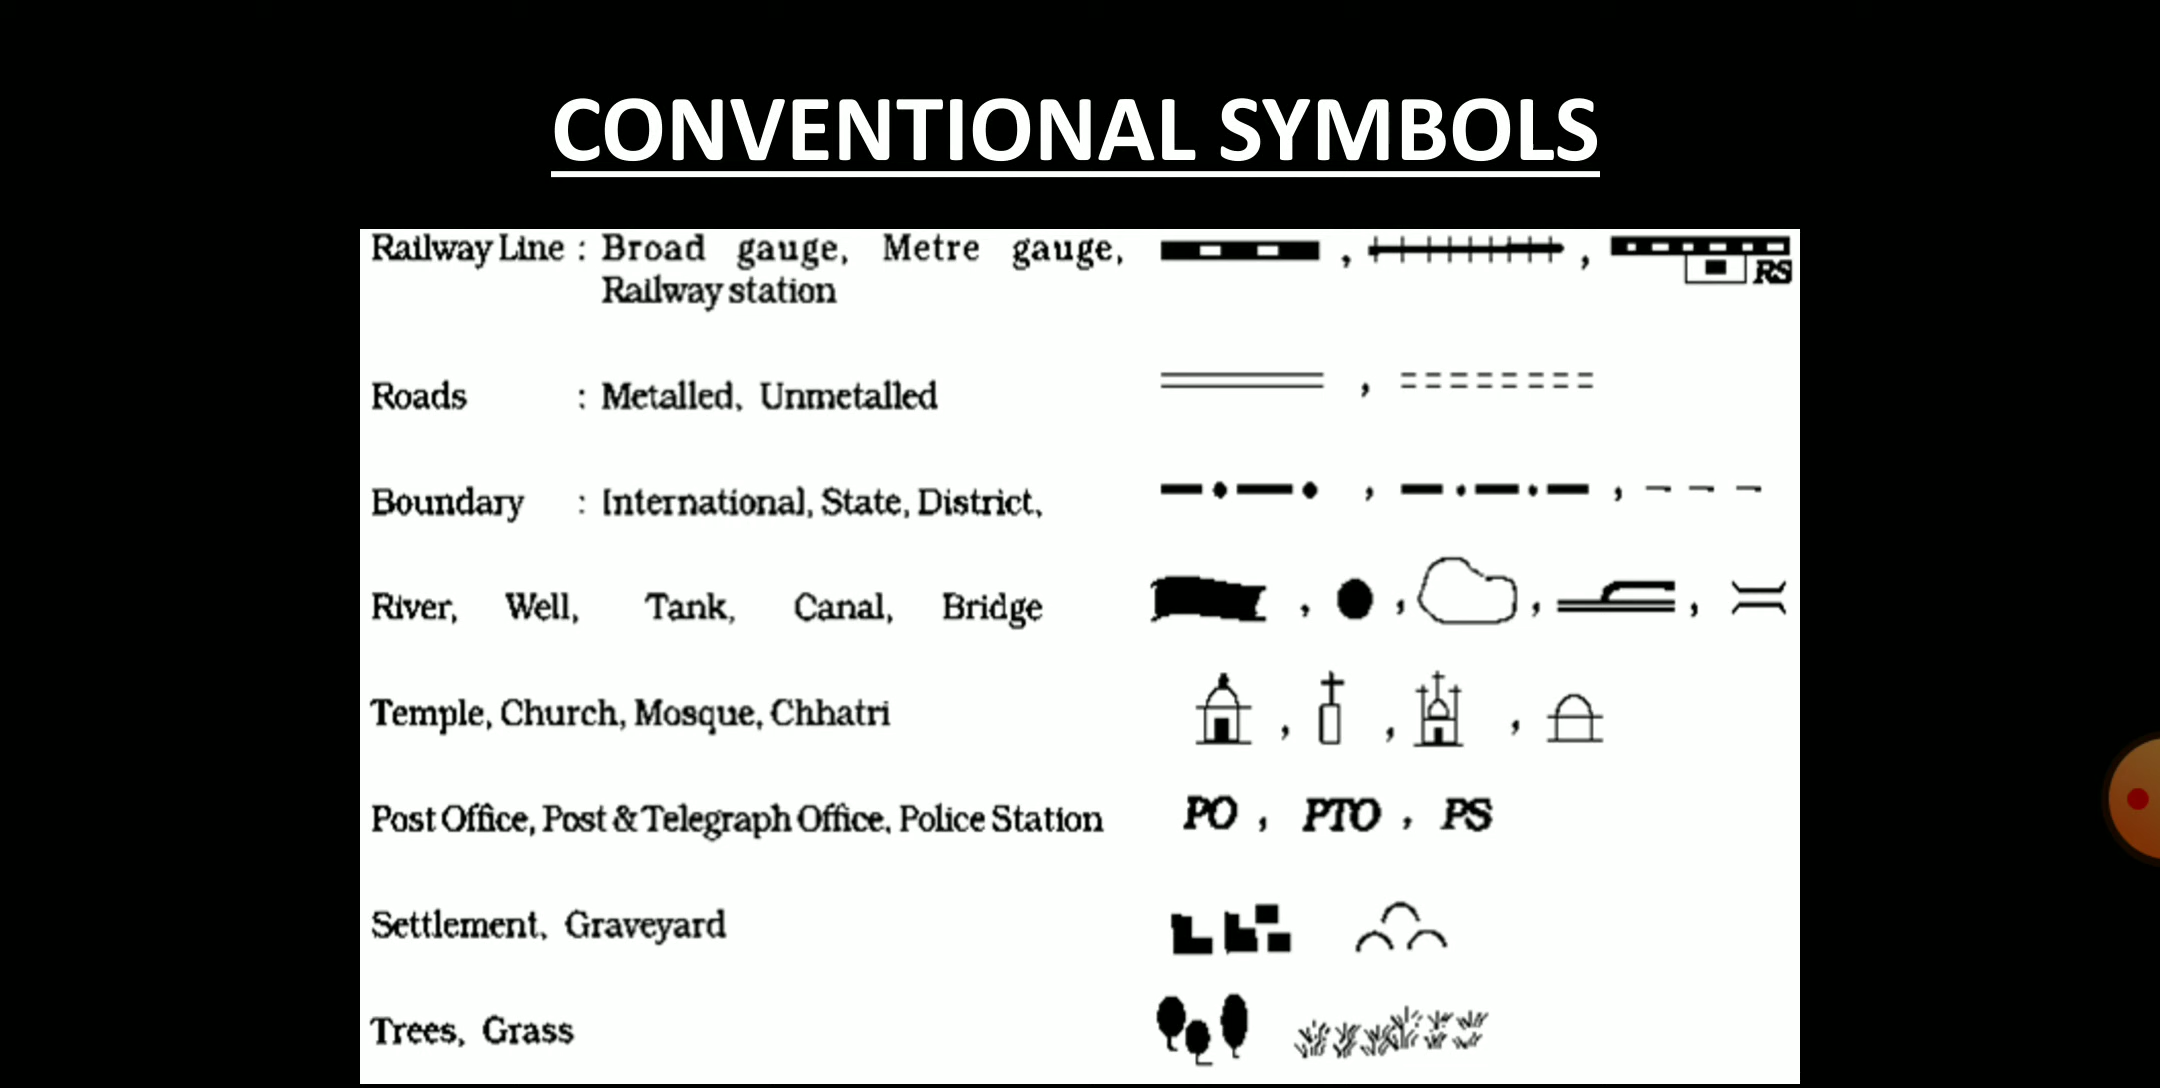 CONVENTIONAL SYMBOLS
Railway Line : Broad gauge, Metre gauge,
Railway station
RS
Roads : Metalled, Unmetalled
Boundary : International, State, District,
River, Well, Tank, Canal, Bridge
Temple, Church, Mosque, Chhatri
Post Office, Post & Telegraph Office, Police Station PO , PTO , PS
Settlement, Graveyard
Trees, Grass